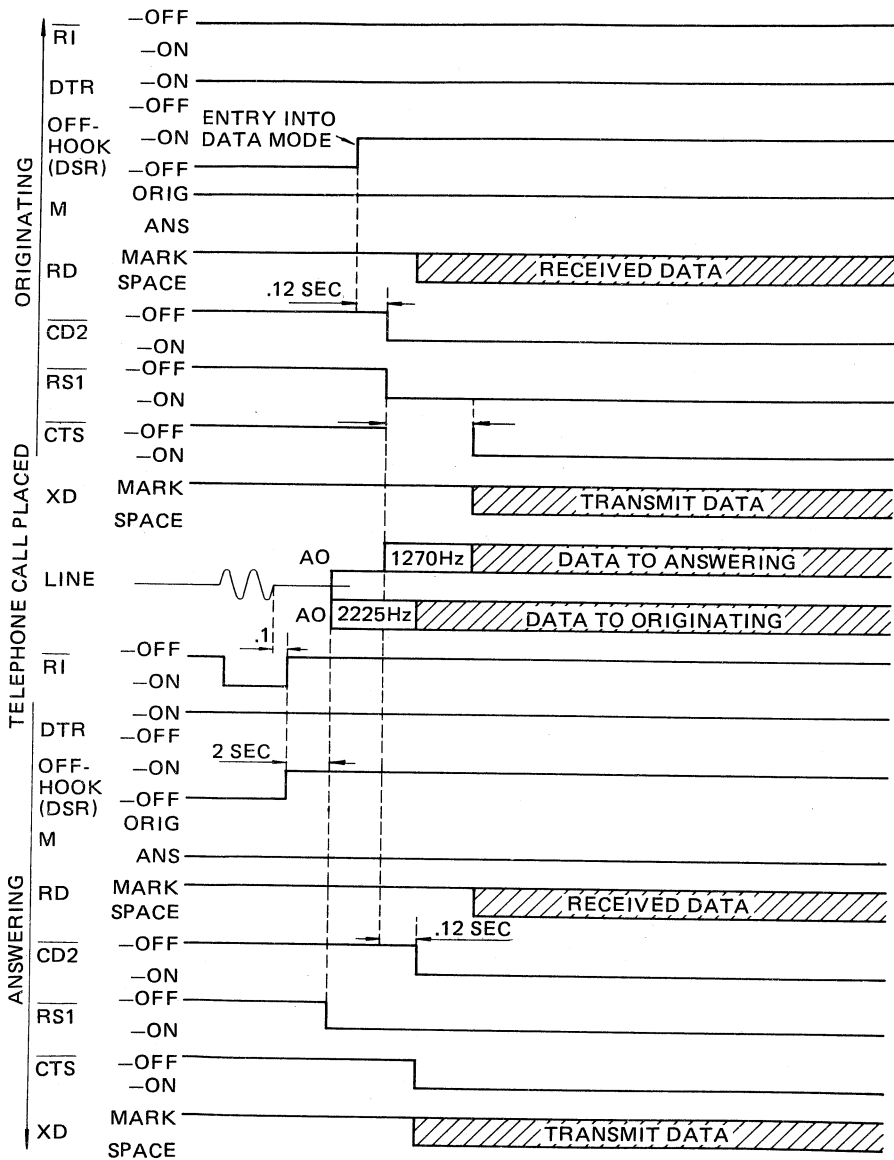 ORIGINATING
RI
—OFF
—ON
DTR
—ON
—OFF
OFF-
HOOK
(DSR)
—ON
—OFF
ENTRY INTO
DATA MODE
M
ORIG
ANS
RD
MARK
SPACE
RECEIVED DATA
.12 SEC
CD2
—OFF
—ON
RS1
—OFF
—ON
CTS
—OFF
—ON
XD
MARK
SPACE
TRANSMIT DATA
TELEPHONE CALL PLACED
LINE
AO
1270Hz
DATA TO ANSWERING
AO
2225Hz
DATA TO ORIGINATING
.1
RI
—OFF
—ON
DTR
—ON
—OFF
2 SEC
OFF-
HOOK
(DSR)
—ON
—OFF
M
ORIG
ANS
ANSWERING
RD
MARK
SPACE
RECEIVED DATA
CD2
—OFF
—ON
.12 SEC
RS1
—OFF
—ON
CTS
—OFF
—ON
XD
MARK
SPACE
TRANSMIT DATA